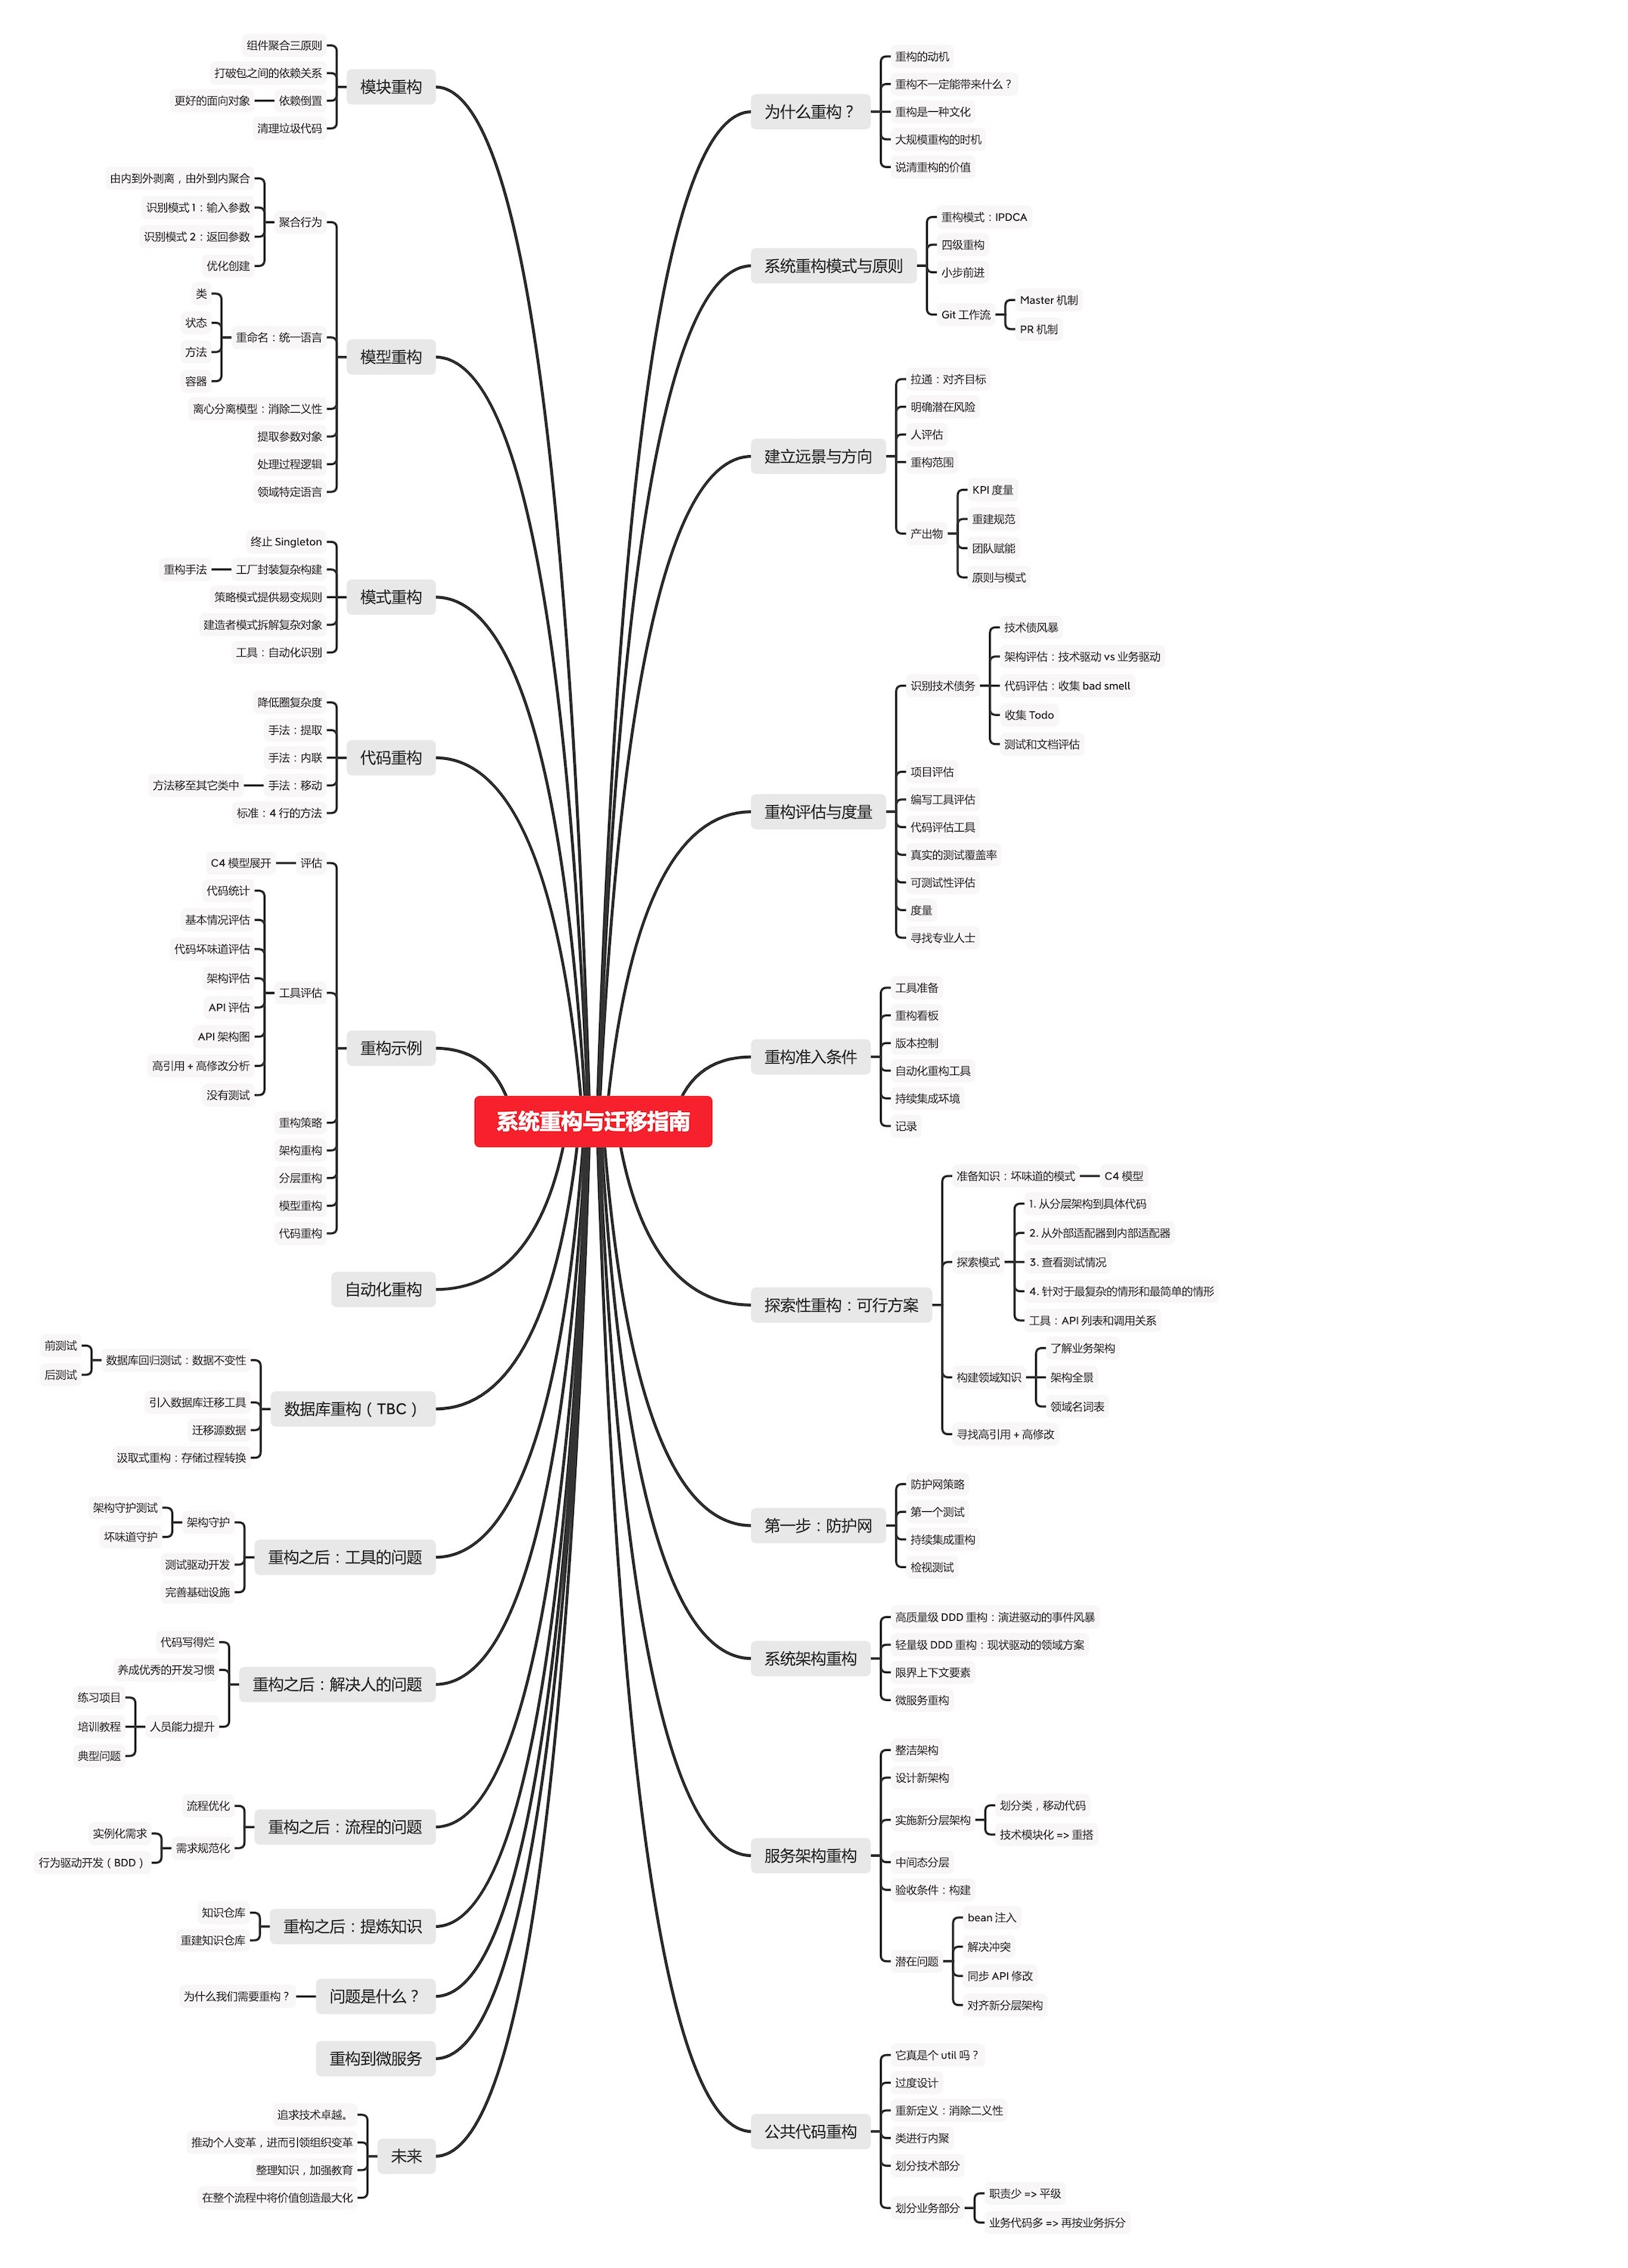 系统重构与迁移指南
为什么重构？
重构的动机
重构不一定能带来什么？
重构是一种文化
大规模重构的时机
说清重构的价值
系统重构模式与原则
重构模式：IPDCA
四级重构
小步前进
Git 工作流
Master 机制
PR 机制
建立远景与方向
拉通：对齐目标
明确潜在风险
人评估
重构范围
产出物
KPI 度量
重建规范
团队赋能
原则与模式
重构评估与度量
识别技术债务
技术债风暴
架构评估：技术驱动 vs 业务驱动
代码评估：收集 bad smell
收集 Todo
测试和文档评估
项目评估
编写工具评估
代码评估工具
真实的测试覆盖率
可测试性评估
度量
寻找专业人士
重构准入条件
工具准备
重构看板
版本控制
自动化重构工具
持续集成环境
记录
探索性重构：可行方案
准备知识：坏味道的模式
C4 模型
探索模式
1. 从分层架构到具体代码
2. 从外部适配器到内部适配器
3. 查看测试情况
4. 针对于最复杂的情形和最简单的情形
工具：API 列表和调用关系
构建领域知识
了解业务架构
架构全景
领域名词表
寻找高引用 + 高修改
第一步：防护网
防护网策略
第一个测试
持续集成重构
检视测试
系统架构重构
高质量级 DDD 重构：演进驱动的事件风暴
轻量级 DDD 重构：现状驱动的领域方案
限界上下文要素
微服务重构
服务架构重构
整洁架构
设计新架构
实施新分层架构
划分类，移动代码
技术模块化 => 重搭
中间态分层
验收条件：构建
潜在问题
bean 注入
解决冲突
同步 API 修改
对齐新分层架构
公共代码重构
它真是个 util 吗？
过度设计
重新定义：消除二义性
类进行内聚
划分技术部分
划分业务部分
职责少 => 平级
业务代码多 => 再按业务拆分
模块重构
组件聚合三原则
打破包之间的依赖关系
依赖倒置
更好的面向对象
清理垃圾代码
模型重构
聚合行为
由内到外剥离，由外到内聚合
识别模式 1：输入参数
识别模式 2：返回参数
优化创建
重命名：统一语言
类
状态
方法
容器
离心分离模型：消除二义性
提取参数对象
处理过程逻辑
领域特定语言
模式重构
终止 Singleton
工厂封装复杂构建
重构手法
策略模式提供易变规则
建造者模式拆解复杂对象
工具：自动化识别
代码重构
降低圈复杂度
手法：提取
手法：内联
手法：移动
方法移至其它类中
标准：4 行的方法
重构示例
评估
C4 模型展开
工具评估
代码统计
基本情况评估
代码坏味道评估
架构评估
API 评估
API 架构图
高引用 + 高修改分析
没有测试
重构策略
架构重构
分层重构
模型重构
代码重构
自动化重构
数据库重构（TBC）
数据库回归测试：数据不变性
前测试
后测试
引入数据库迁移工具
迁移源数据
汲取式重构：存储过程转换
重构之后：工具的问题
架构守护
架构守护测试
坏味道守护
测试驱动开发
完善基础设施
重构之后：解决人的问题
代码写得烂
养成优秀的开发习惯
人员能力提升
练习项目
培训教程
典型问题
重构之后：流程的问题
流程优化
需求规范化
实例化需求
行为驱动开发（BDD）
重构之后：提炼知识
知识仓库
重建知识仓库
问题是什么？
为什么我们需要重构？
重构到微服务
未来
追求技术卓越。
推动个人变革，进而引领组织变革
整理知识，加强教育
在整个流程中将价值创造最大化